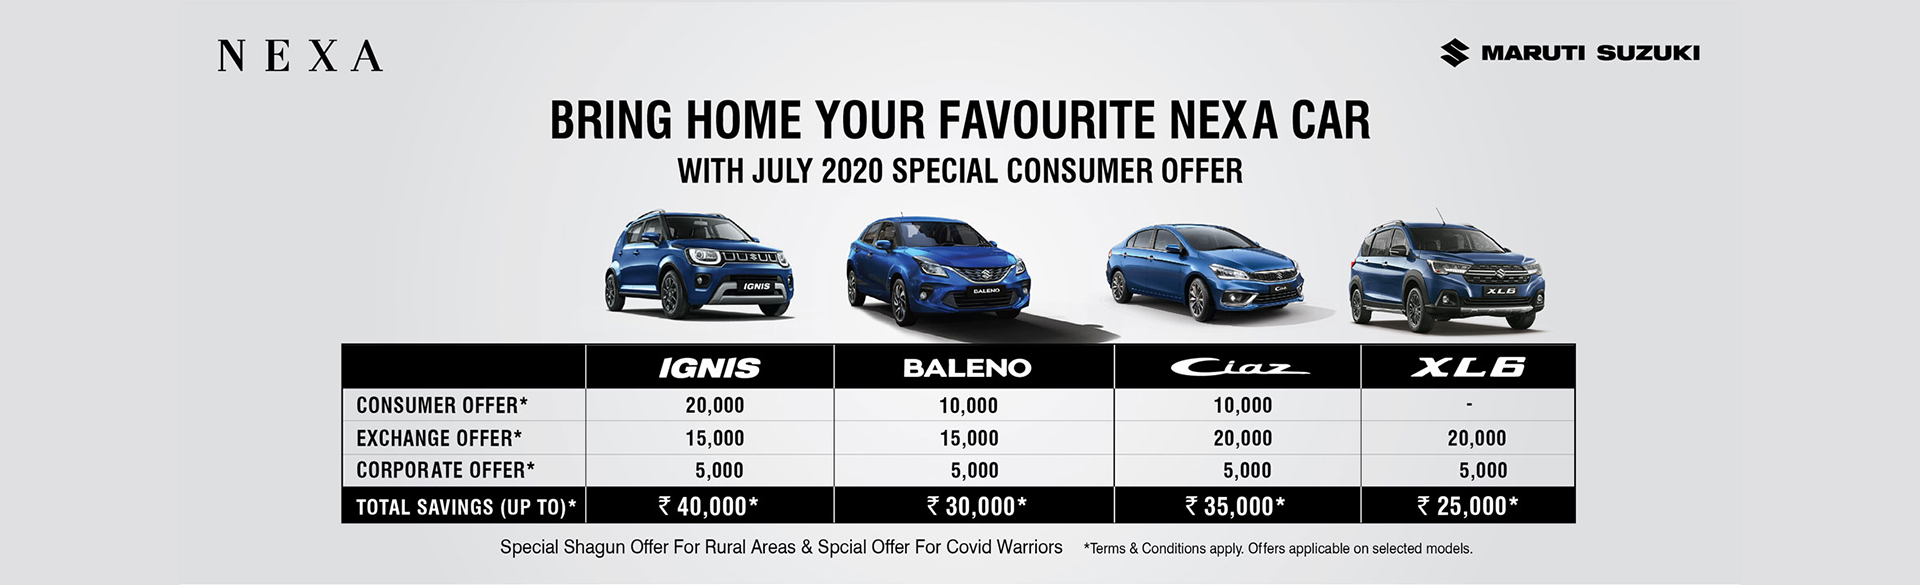 NEXA
MARUTI SUZUKI
BRING HOME YOUR FAVOURITE NEXA CAR
WITH JULY 2020 SPECIAL CONSUMER OFFER
IGNIS BALENO Ciaz XL6
IGNIS BALENO Ciaz XL6
CONSUMER OFFER* 20,000 10,000 10,000 -
EXCHANGE OFFER* 15,000 15,000 20,000 20,000
CORPORATE OFFER* 5,000 5,000 5,000 5,000
TOTAL SAVINGS (UP TO)* ₹ 40,000* ₹ 30,000* ₹ 35,000* ₹ 25,000*
Special Shagun Offer For Rural Areas & Spcial Offer For Covid Warriors *Terms & Conditions apply. Offers applicable on selected models.